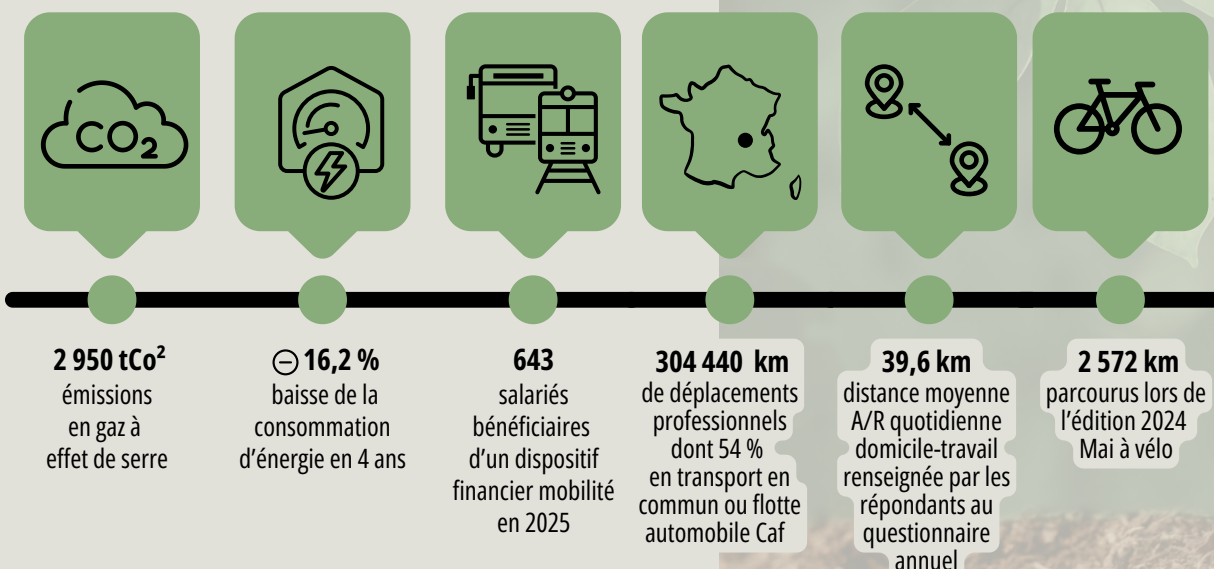 CO₂
2 950 tCo²
émissions
en gaz à
effet de serre
⊖ 16,2 %
baisse de la
consommation
d'énergie en 4 ans
643
salariés
bénéficiaires
d'un dispositif
financier mobilité
en 2025
304 440 km
de déplacements
professionnels
dont 54 %
en transport en
commun ou flotte
automobile Caf
39,6 km
distance moyenne
A/R quotidienne
domicile-travail
renseignée par les
répondants au
questionnaire
annuel
2 572 km
parcourus lors de
l'édition 2024
Mai à vélo